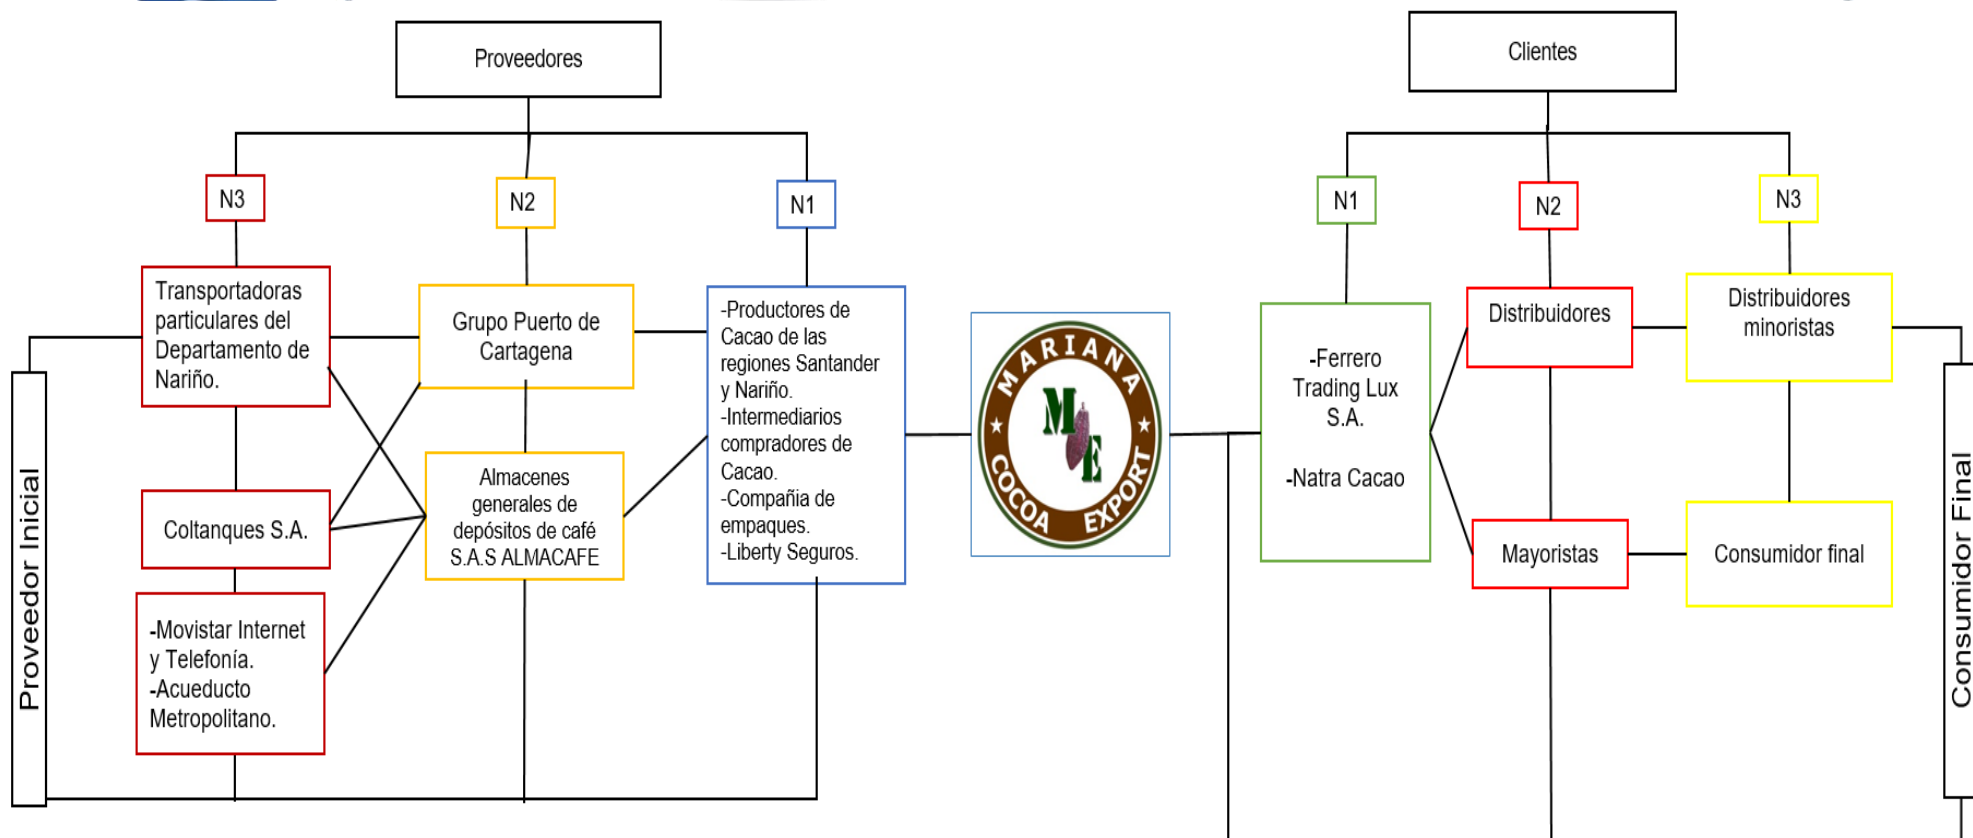 Proveedores
Clientes
N3
N2
N1
N1
N2
N3
Proveedor Inicial
Transportadoras
particulares del
Departamento de
Nariño.
Coltanques S.A.
-Movistar Internet
y Telefonía.
-Acueducto
Metropolitano.
Grupo Puerto de
Cartagena
Almacenes
generales de
depósitos de café
S.A.S ALMACAFE
-Productores de
Cacao de las
regiones Santander
y Nariño.
-Intermediarios
compradores de
Cacao.
-Compañia de
empaques.
-Liberty Seguros.
MARIANA
M E
COCOA EXPORT
-Ferrero
Trading Lux
S.A.
-Natra Cacao
Distribuidores
Mayoristas
Distribuidores
minoristas
Consumidor final
Consumidor Final